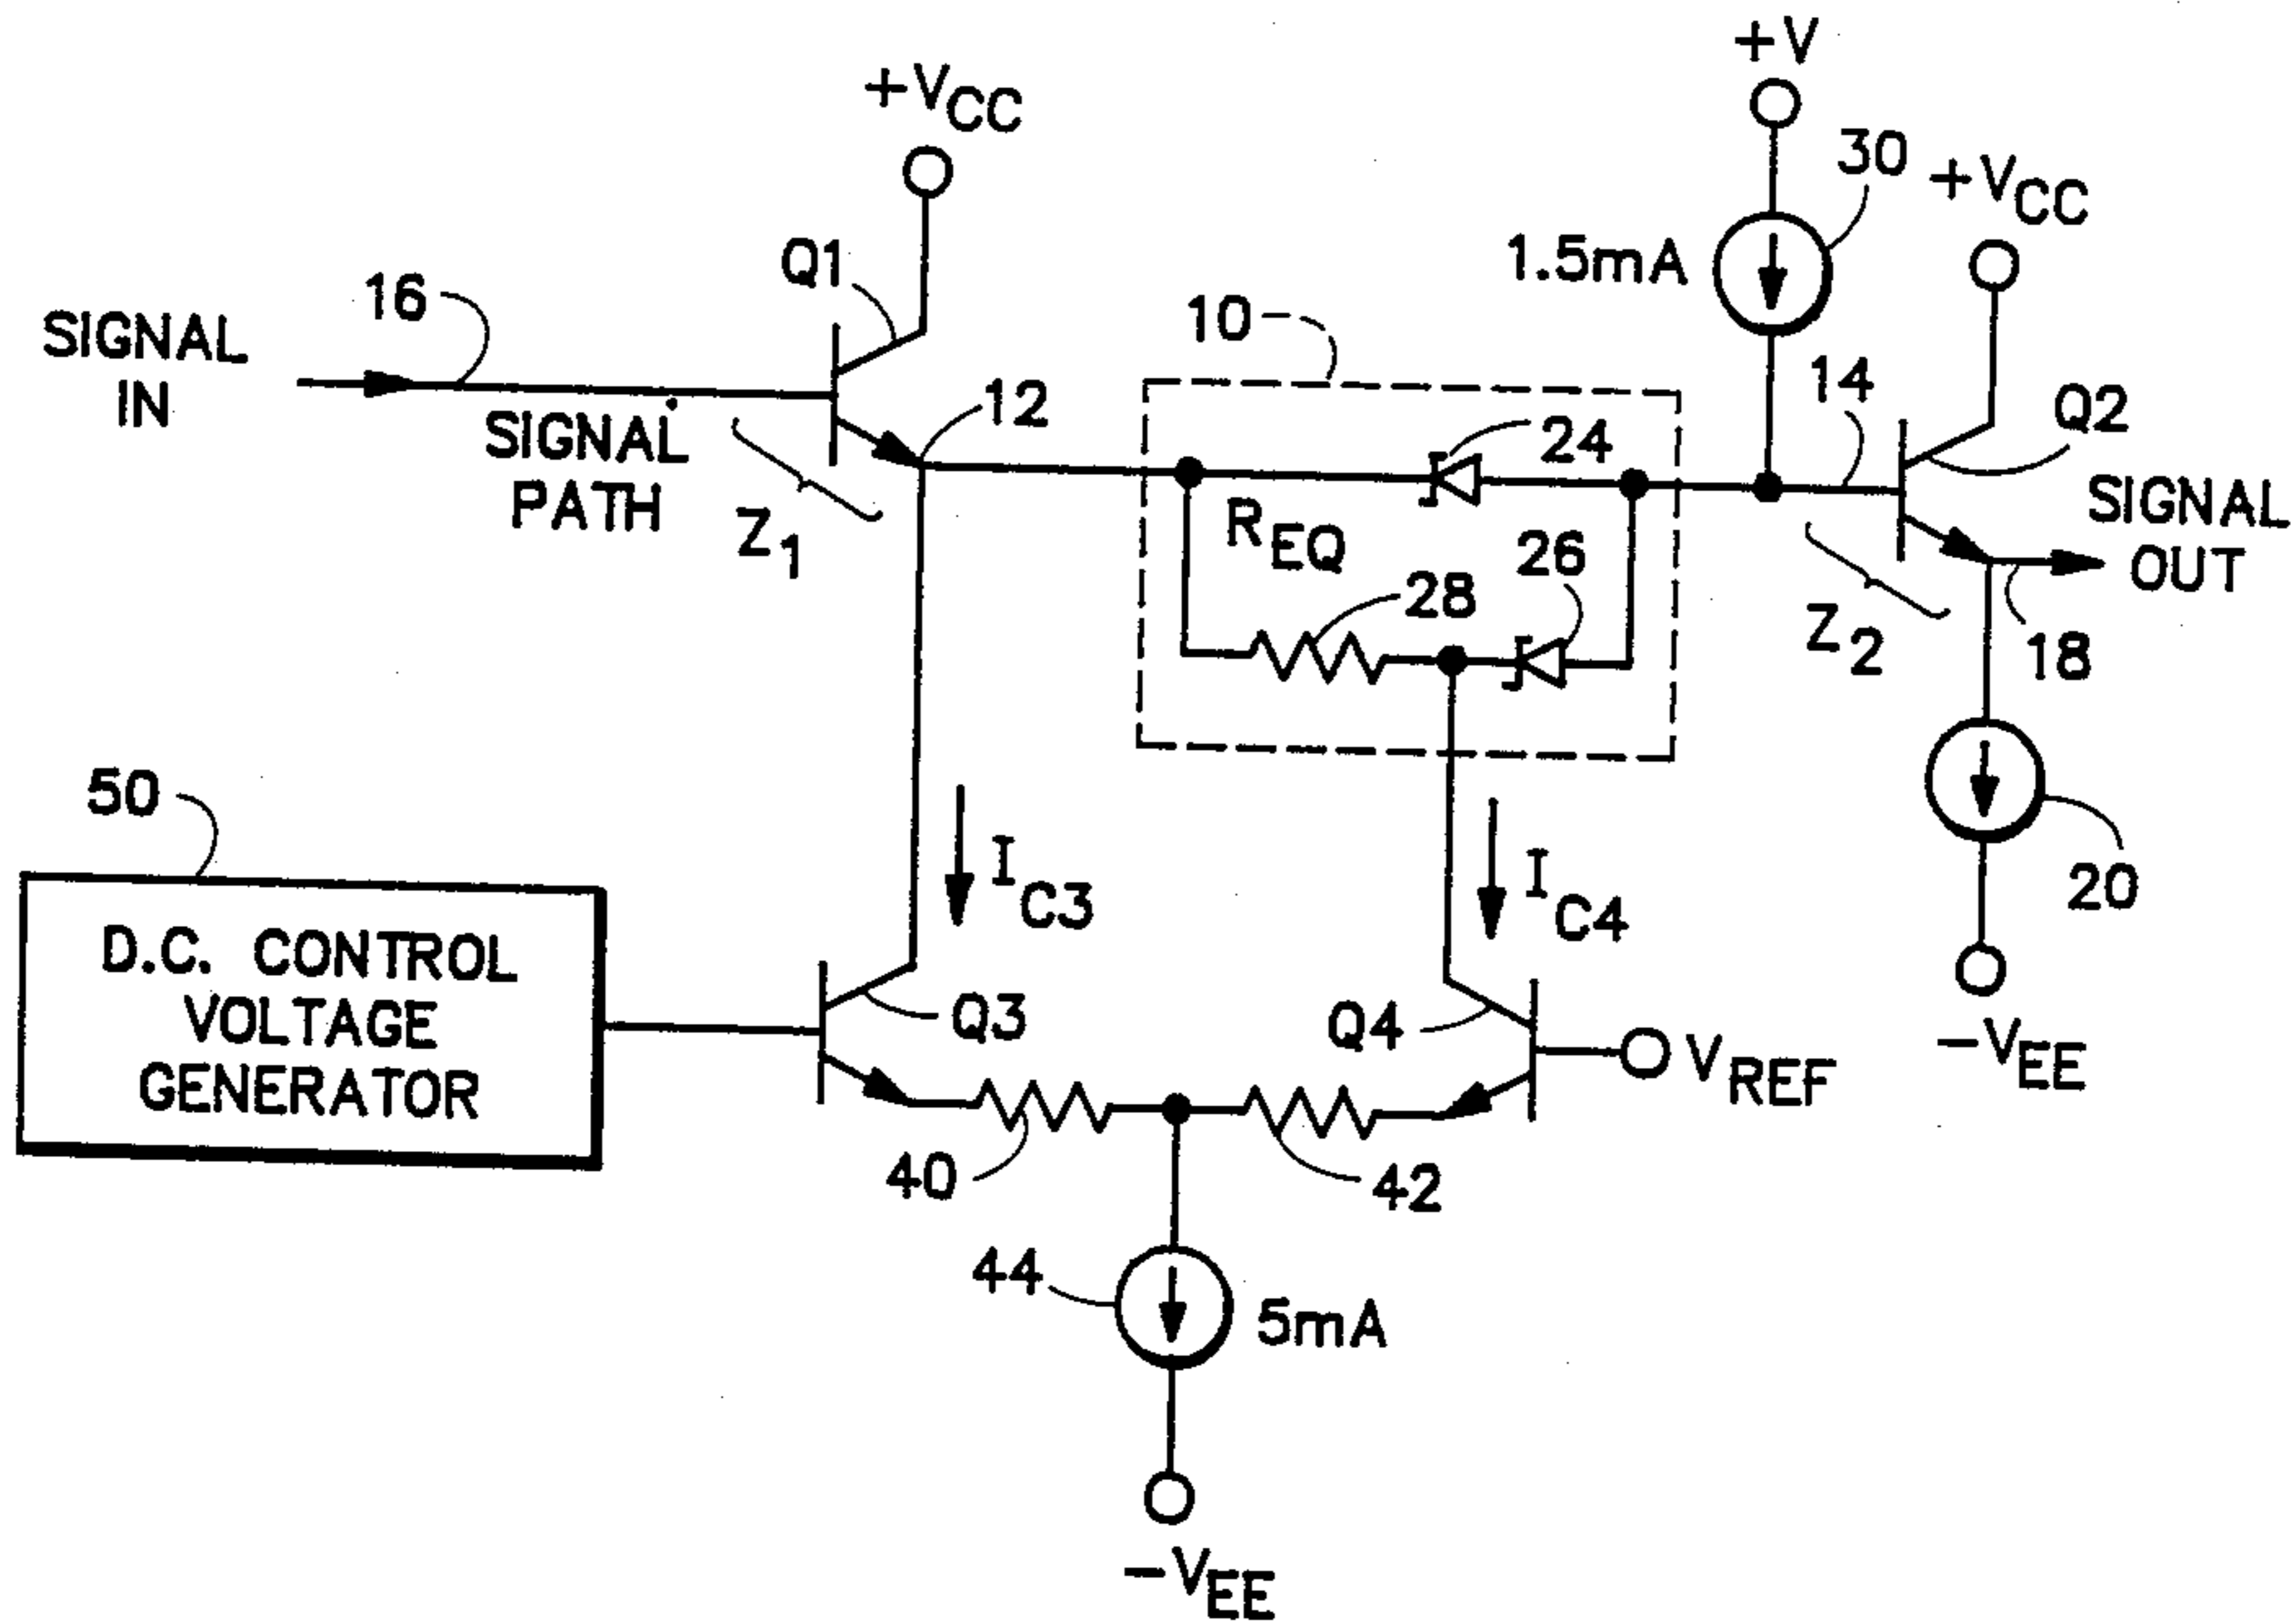 +V
+VCC
30
+VCC
Q1
1.5mA
16
SIGNAL
IN
10
14
Q2
12
SIGNAL
PATH
24
SIGNAL
OUT
Z1
REQ
26
28
Z2
18
50
IC3
IC4
20
D.C. CONTROL
VOLTAGE
GENERATOR
Q3
Q4
VREF
-VEE
40
42
44
5mA
-VEE